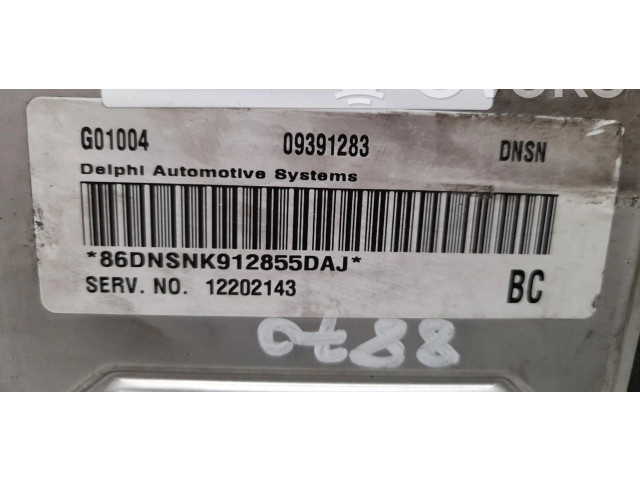 G01004 09391283 DNSN
Delphi Automotive Systems
*86DNSNK912855DAJ*
SERV. NO. 12202143 BC